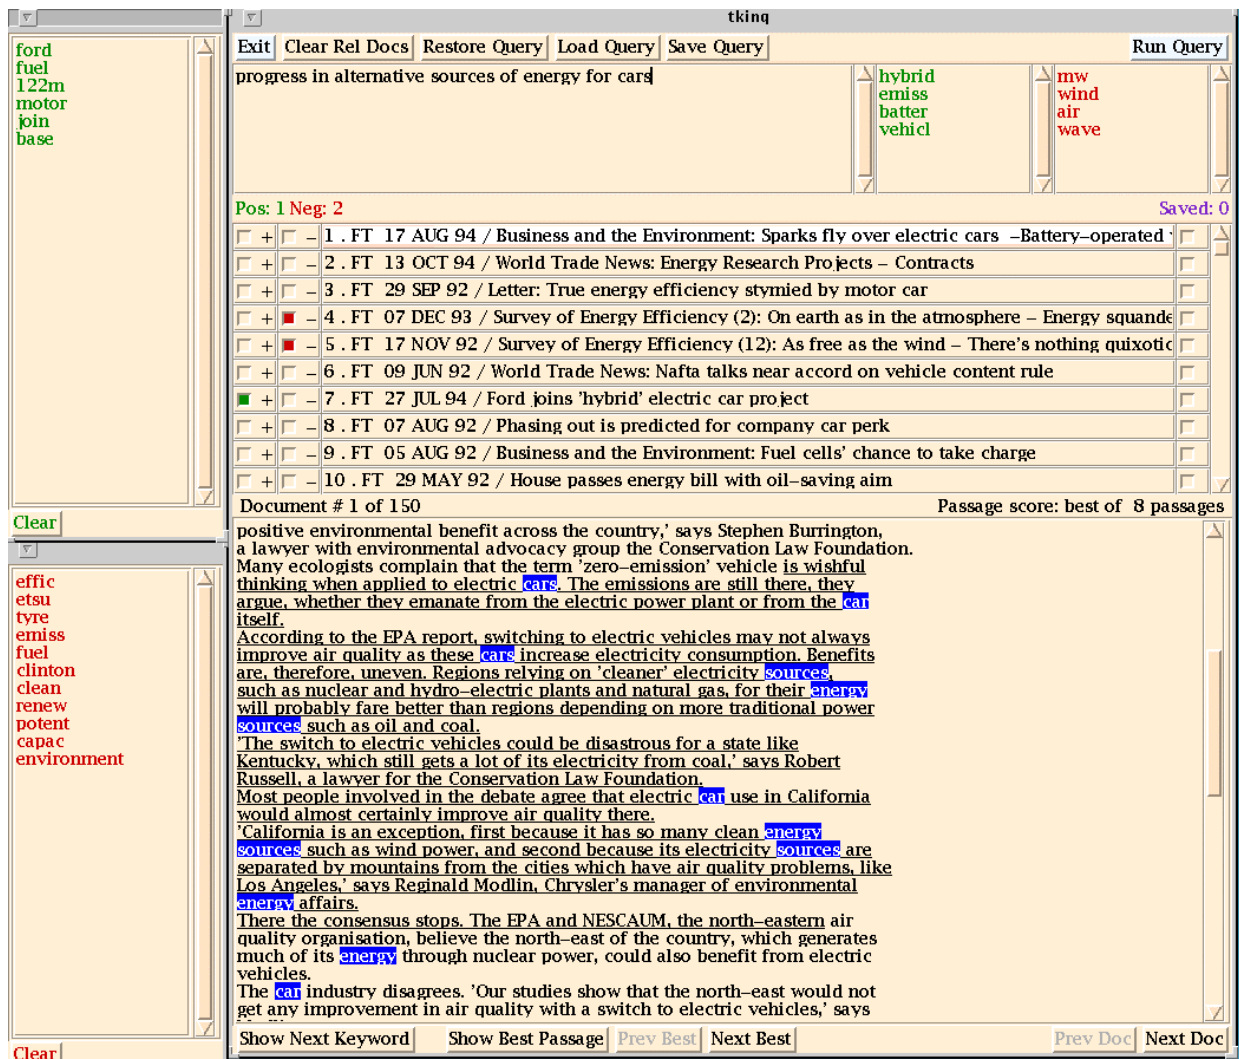 ford
fuel
122m
motor
join
base
Clear
effic
etsu
tyre
emiss
fuel
clinton
clean
renew
potent
capac
environment
Clear
tkinq
Exit Clear Rel Docs Restore Query Load Query Save Query Run Query
progress in alternative sources of energy for cars
hybrid
emiss
batter
vehicl
mw
wind
air
wave
Pos: 1 Neg: 2 Saved: 0
+ – 1 . FT 17 AUG 94 / Business and the Environment: Sparks fly over electric cars –Battery–operated
+ – 2 . FT 13 OCT 94 / World Trade News: Energy Research Projects – Contracts
+ – 3 . FT 29 SEP 92 / Letter: True energy efficiency stymied by motor car
+ – 4 . FT 07 DEC 93 / Survey of Energy Efficiency (2): On earth as in the atmosphere – Energy squande
+ – 5 . FT 17 NOV 92 / Survey of Energy Efficiency (12): As free as the wind – There's nothing quixotic
+ – 6 . FT 09 JUN 92 / World Trade News: Nafta talks near accord on vehicle content rule
+ – 7 . FT 27 JUL 94 / Ford joins 'hybrid' electric car project
+ – 8 . FT 07 AUG 92 / Phasing out is predicted for company car perk
+ – 9 . FT 05 AUG 92 / Business and the Environment: Fuel cells' chance to take charge
+ – 10 . FT 29 MAY 92 / House passes energy bill with oil–saving aim
Document # 1 of 150 Passage score: best of 8 passages
positive environmental benefit across the country,' says Stephen Burrington,
a lawyer with environmental advocacy group the Conservation Law Foundation.
Many ecologists complain that the term 'zero–emission' vehicle is wishful
thinking when applied to electric cars. The emissions are still there, they
argue, whether they emanate from the electric power plant or from the car
itself.
According to the EPA report, switching to electric vehicles may not always
improve air quality as these cars increase electricity consumption. Benefits
are, therefore, uneven. Regions relying on 'cleaner' electricity sources,
such as nuclear and hydro–electric plants and natural gas, for their energy
will probably fare better than regions depending on more traditional power
sources such as oil and coal.
'The switch to electric vehicles could be disastrous for a state like
Kentucky, which still gets a lot of its electricity from coal,' says Robert
Russell, a lawyer for the Conservation Law Foundation.
Most people involved in the debate agree that electric car use in California
would almost certainly improve air quality there.
'California is an exception, first because it has so many clean energy
sources such as wind power, and second because its electricity sources are
separated by mountains from the cities which have air quality problems, like
Los Angeles,' says Reginald Modlin, Chrysler's manager of environmental
energy affairs.
There the consensus stops. The EPA and NESCAUM, the north–eastern air
quality organisation, believe the north–east of the country, which generates
much of its energy through nuclear power, could also benefit from electric
vehicles.
The car industry disagrees. 'Our studies show that the north–east would not
get any improvement in air quality with a switch to electric vehicles,' says
Show Next Keyword Show Best Passage Prev Best Next Best Prev Doc Next Doc